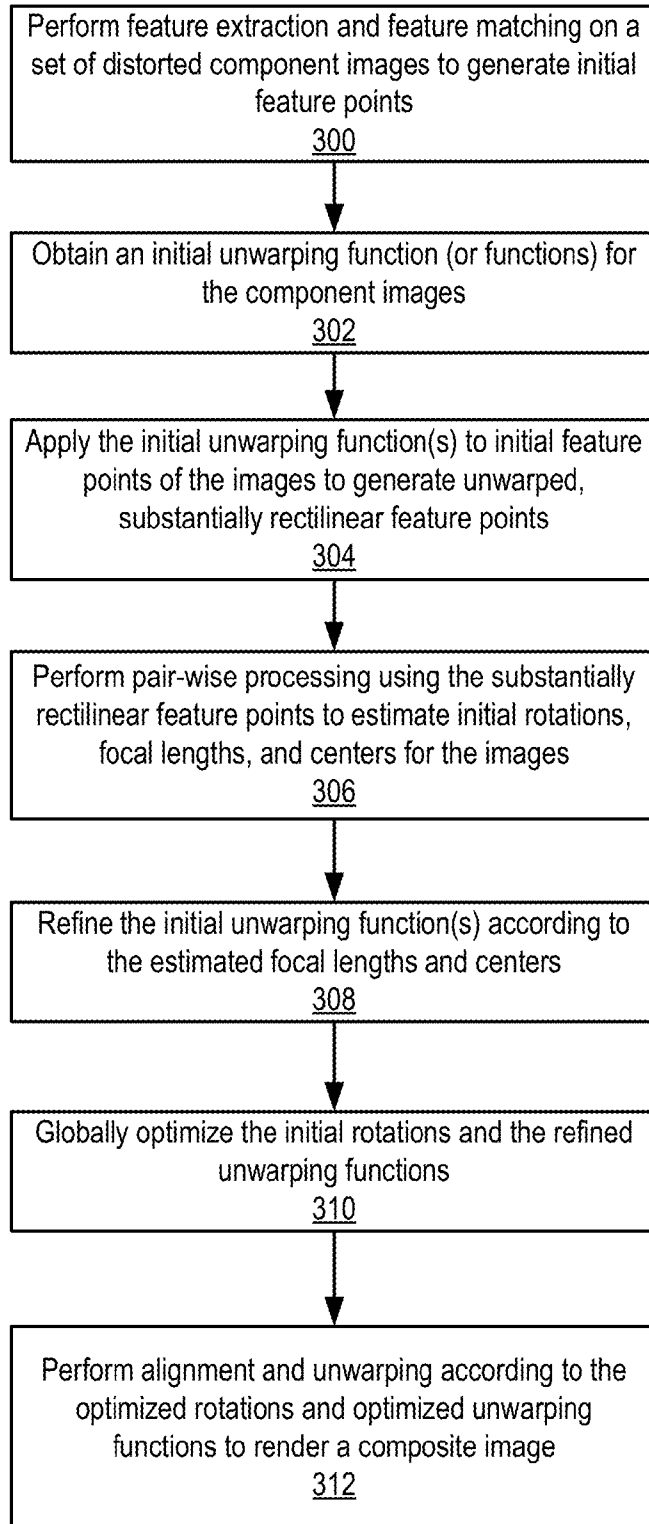 Perform feature extraction and feature matching on a
set of distorted component images to generate initial
feature points
300
Obtain an initial unwarping function (or functions) for
the component images
302
Apply the initial unwarping function(s) to initial feature
points of the images to generate unwarped,
substantially rectilinear feature points
304
Perform pair-wise processing using the substantially
rectilinear feature points to estimate initial rotations,
focal lengths, and centers for the images
306
Refine the initial unwarping function(s) according to
the estimated focal lengths and centers
308
Globally optimize the initial rotations and the refined
unwarping functions
310
Perform alignment and unwarping according to the
optimized rotations and optimized unwarping
functions to render a composite image
312